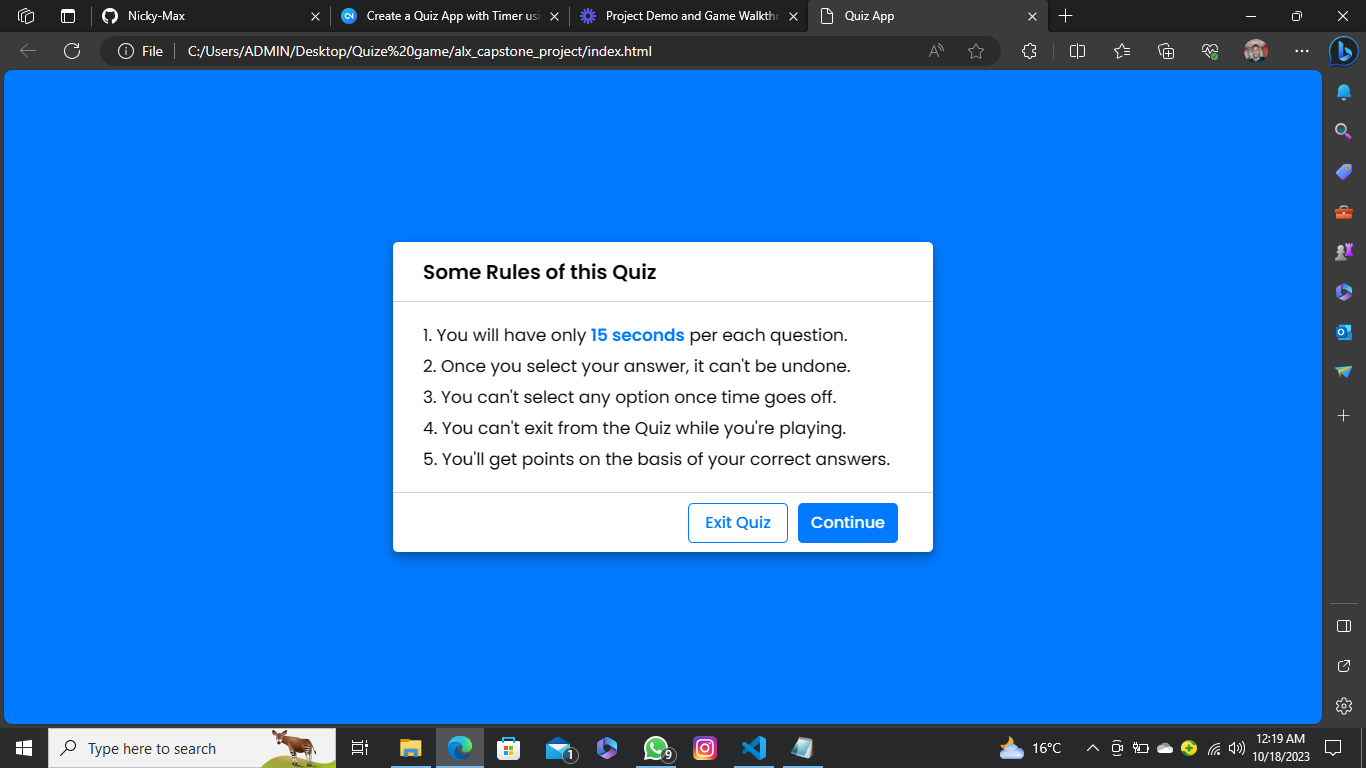 Nicky-Max
Create a Quiz App with Timer usi
Project Demo and Game Walkthr
Quiz App
File
C:/Users/ADMIN/Desktop/Quize%20game/alx_capstone_project/index.html
Some Rules of this Quiz
1. You will have only 15 seconds per each question.
2. Once you select your answer, it can't be undone.
3. You can't select any option once time goes off.
4. You can't exit from the Quiz while you're playing.
5. You'll get points on the basis of your correct answers.
Exit Quiz
Continue
Type here to search
1
9
16°C
12:19 AM
10/18/2023